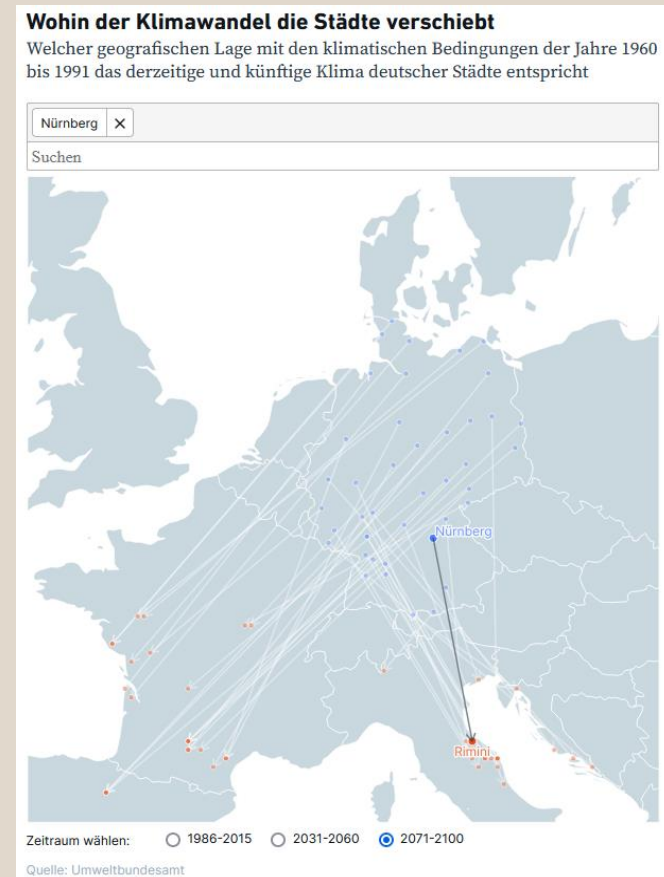 Wohin der Klimawandel die Städte verschiebt
Welcher geografischen Lage mit den klimatischen Bedingungen der Jahre 1960
bis 1991 das derzeitige und künftige Klima deutscher Städte entspricht
Nürnberg ×
Suchen
Nürnberg
Rimini
Zeitraum wählen: 1986-2015 2031-2060 2071-2100
Quelle: Umweltbundesamt